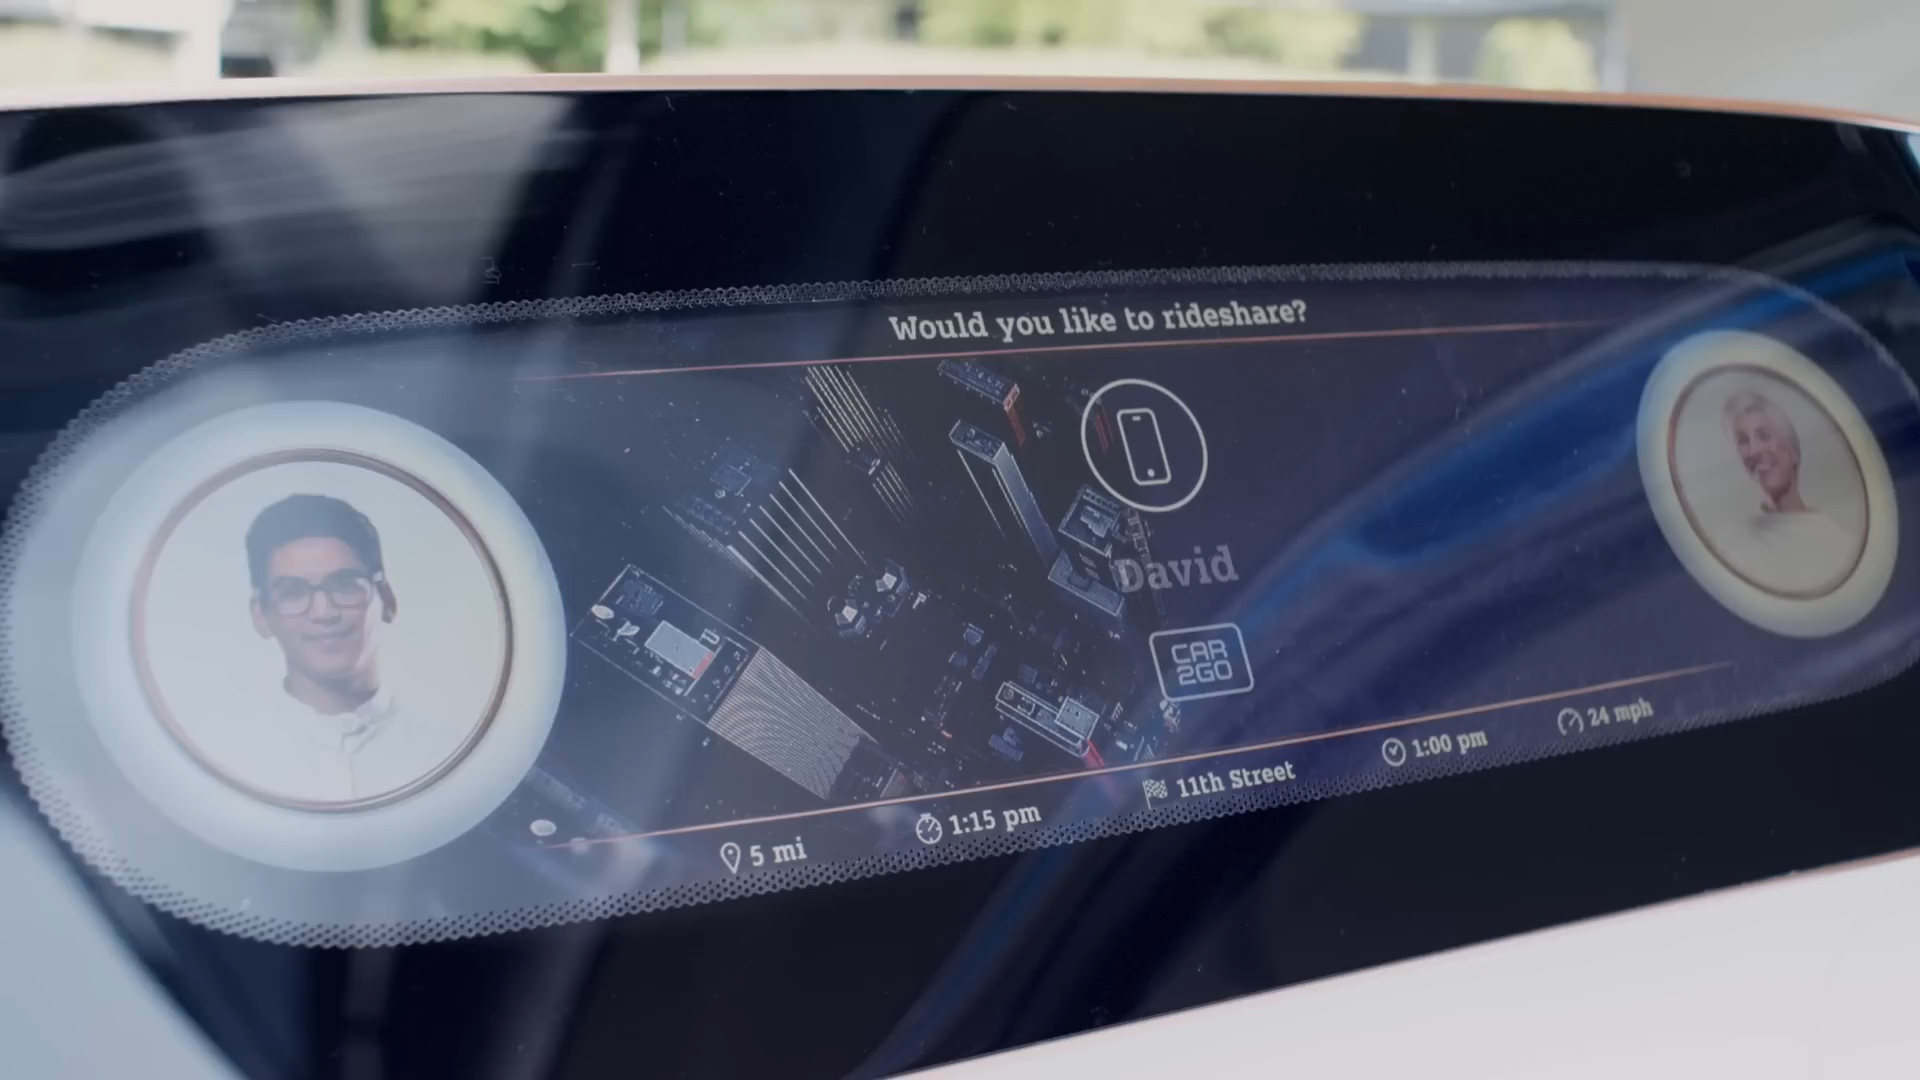 Would you like to rideshare?
David
CAR
2GO
5 mi
1:15 pm
11th Street
1:00 pm
24 mph